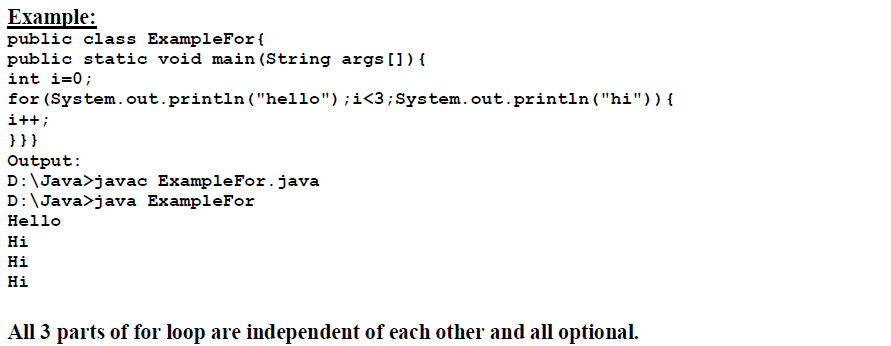 Example:
public class ExampleFor{
public static void main(String args[]){
int i=0;
for(System.out.println("hello");i<3;System.out.println("hi")){
i++;
}}}
Output:
D:\Java>javac ExampleFor.java
D:\Java>java ExampleFor
Hello
Hi
Hi
Hi
All 3 parts of for loop are independent of each other and all optional.